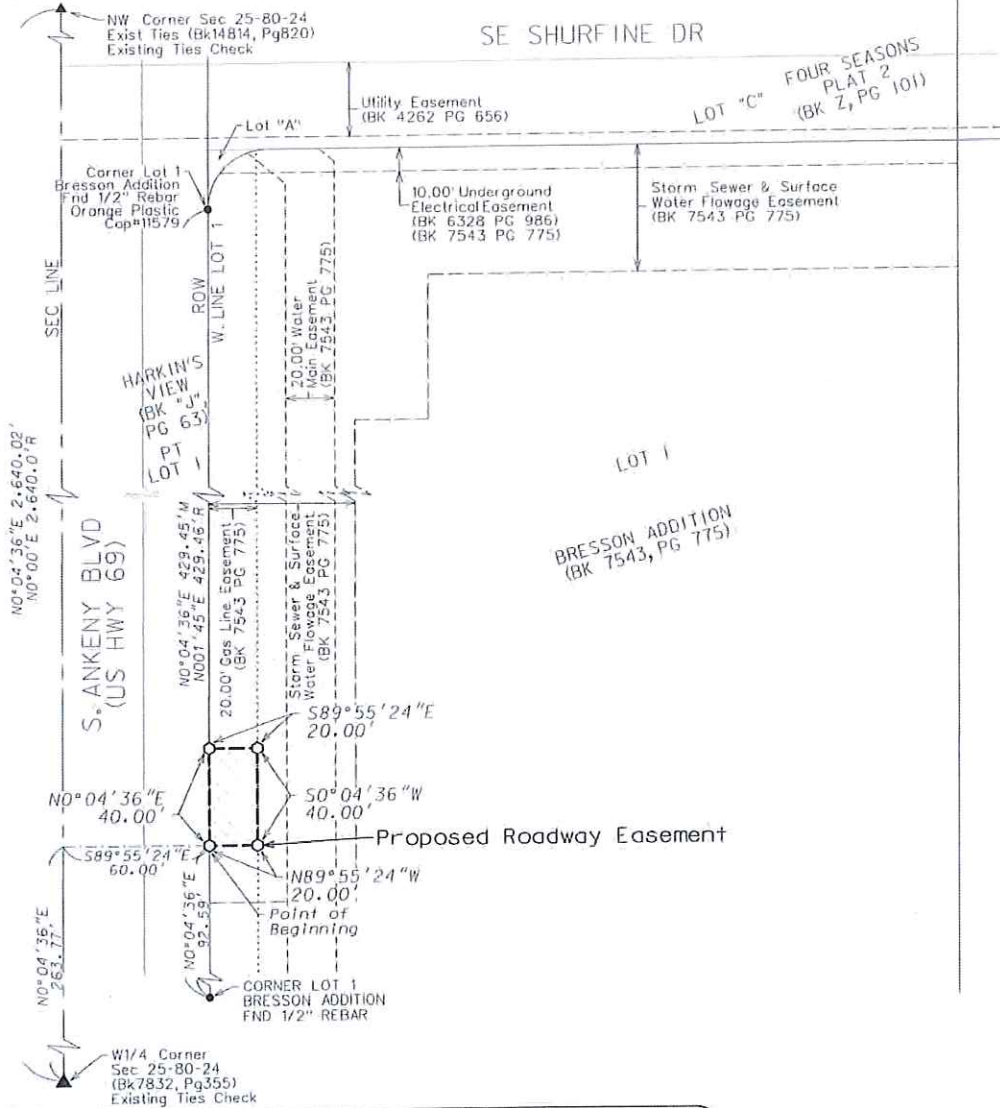 NW Corner Sec 25-80-24
Exist Ties (Bk14814, Pg820)
Existing Ties Check
SE SHURFINE DR
FOUR SEASONS
PLAT 2
(BK Z, PG 101)
LOT "C"
Utility Easement
(BK 4262 PG 656)
Lot "A"
Corner Lot 1
Bresson Addition
Fnd 1/2" Rebar
Orange Plastic
Cap#11579
10.00' Underground
Electrical Easement
(BK 6328 PG 986)
(BK 7543 PG 775)
Storm Sewer & Surface
Water Flowage Easement
(BK 7543 PG 775)
SEC LINE
ROW
W. LINE LOT 1
20.00' Water
Main Easement
(BK 7543 PG 775)
HARKIN'S
VIEW
(BK "J"
PG 63)
PT
LOT 1
LOT 1
BRESSON ADDITION
(BK 7543, PG 775)
N0°04'36"E 2,640.02'
N0°00'E 2,640.0'R
S. ANKENY BLVD
(US HWY 69)
N0°04'36"E 429.45'M
N001°45"E 429.46'R
20.00' Gas Line Easement
(BK 7543 PG 775)
Storm Sewer & Surface
Water Flowage Easement
(BK 7543 PG 775)
S89°55'24"E
20.00'
N0°04'36"E
40.00'
S0°04'36"W
40.00'
Proposed Roadway Easement
S89°55'24"E
60.00'
N89°55'24"W
20.00'
Point of
Beginning
N0°04'36"E
92.59'
N0°04'36"E
263.77'
CORNER LOT 1
BRESSON ADDITION
FND 1/2" REBAR
W1/4 Corner
Sec 25-80-24
(Bk7832, Pg355)
Existing Ties Check